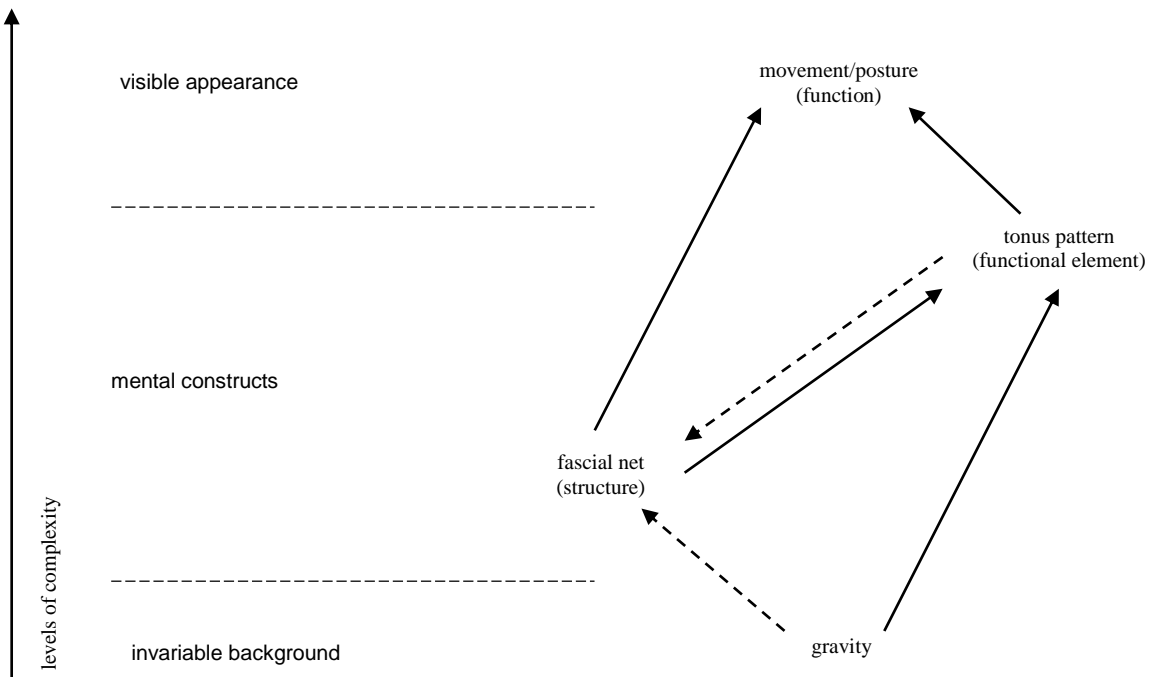 visible appearance
movement/posture
(function)
tonus pattern
(functional element)
mental constructs
fascial net
(structure)
levels of complexity
invariable background
gravity